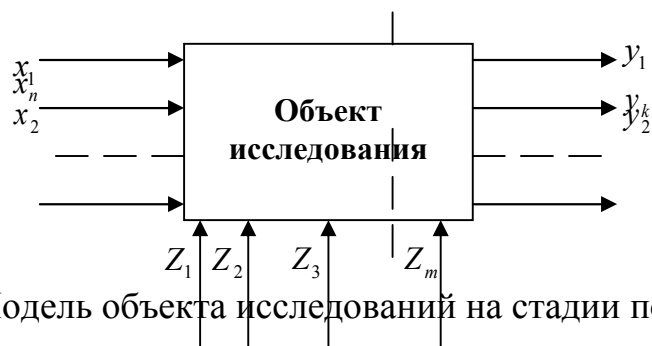 x₁
xₙ
x₂
Объект
исследования
y₁
yₖ
y₂
Z₁ Z₂ Z₃ Zₘ
одель объекта исследований на стадии п